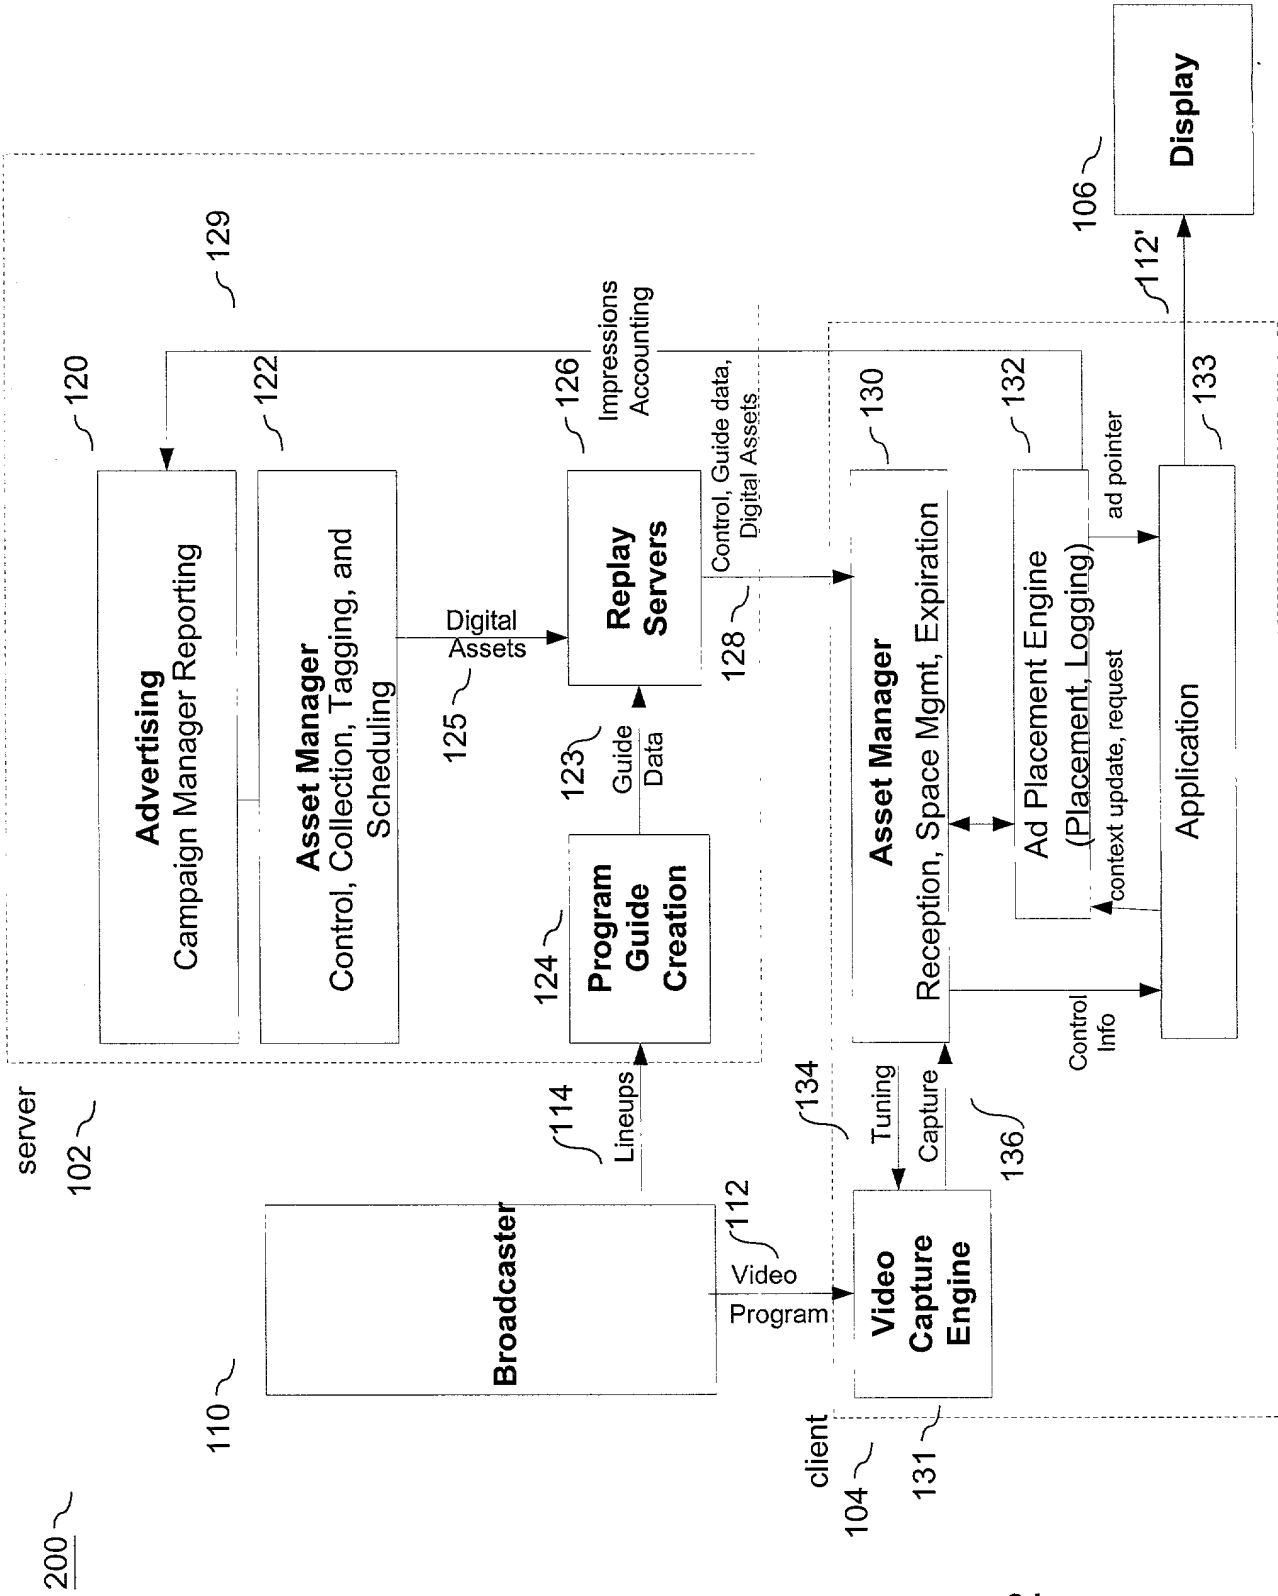 200
server
102
120
Advertising
Campaign Manager Reporting
129
110
122
Asset Manager
Control, Collection, Tagging, and
Scheduling
Broadcaster
125
Digital
Assets
114
Lineups
124
Program
Guide
Creation
123
Guide
Data
126
Replay
Servers
Impressions
Accounting
112
Video
Program
128
Control, Guide data,
Digital Assets
client
104
134
130
131
Video
Capture
Engine
Tuning
Capture
136
Asset Manager
Reception, Space Mgmt, Expiration
132
Ad Placement Engine
(Placement, Logging)
Control
Info
context update, request
ad pointer
Application
133
112'
106
Display